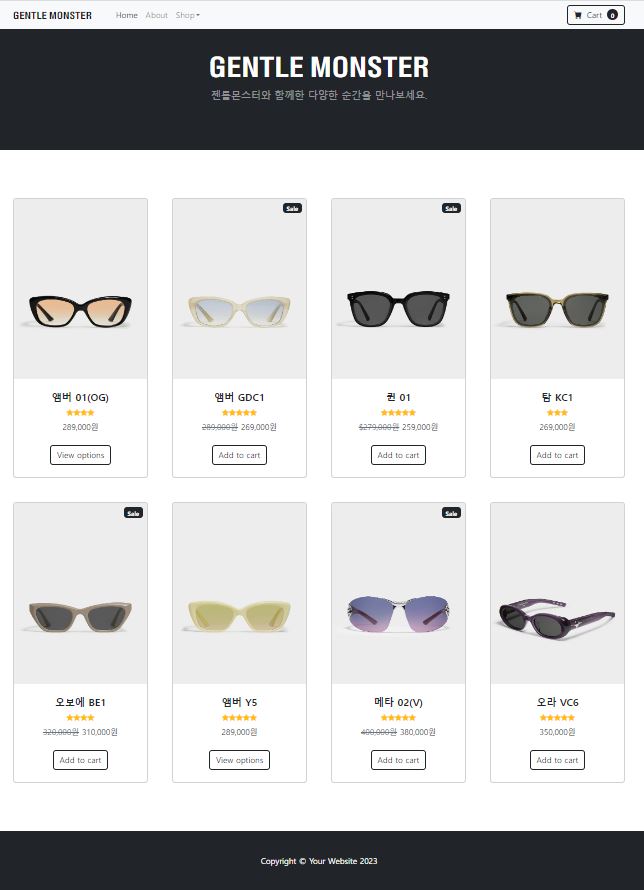 GENTLE MONSTER Home About Shop Cart 0
GENTLE MONSTER
젠틀몬스터와 함께한 다양한 순간을 만나보세요.
Sale Sale
앰버 01(OG) 앰버 GDC1 퀸 01 탐 KC1
289,000원 289,000원 269,000원 $279,000원 259,000원 269,000원
View options Add to cart Add to cart Add to cart
Sale Sale
오보에 BE1 앰버 Y5 메타 02(V) 오라 VC6
320,000원 310,000원 289,000원 400,000원 380,000원 350,000원
Add to cart View options Add to cart Add to cart
Copyright © Your Website 2023